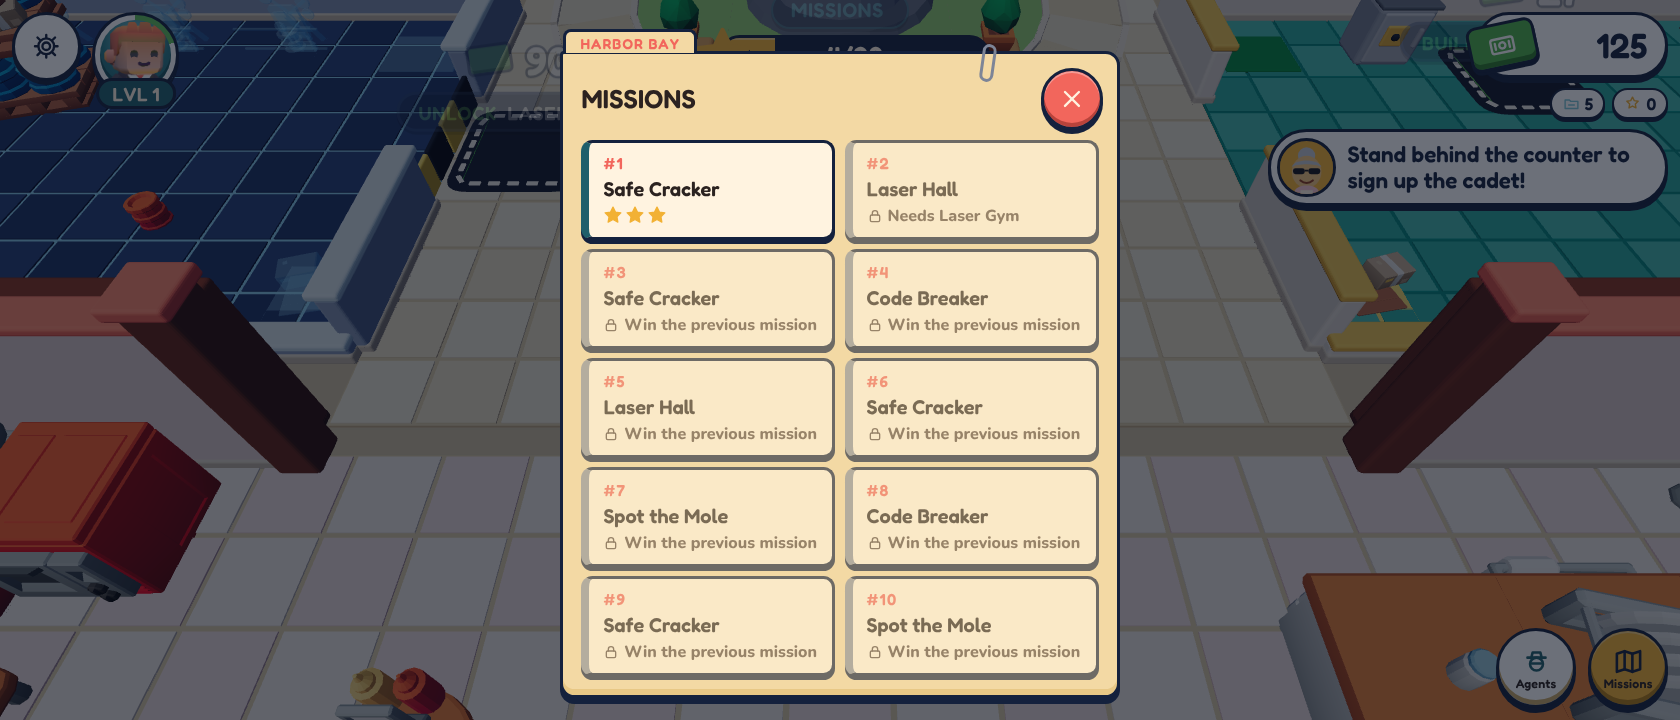 MISSIONS
HARBOR BAY
MISSIONS
LVL 1
UNLOCK LASE
125
5
0
Stand behind the counter to
sign up the cadet!
#1
Safe Cracker
#2
Laser Hall
Needs Laser Gym
#3
Safe Cracker
Win the previous mission
#4
Code Breaker
Win the previous mission
#5
Laser Hall
Win the previous mission
#6
Safe Cracker
Win the previous mission
#7
Spot the Mole
Win the previous mission
#8
Code Breaker
Win the previous mission
#9
Safe Cracker
Win the previous mission
#10
Spot the Mole
Win the previous mission
Agents
Missions